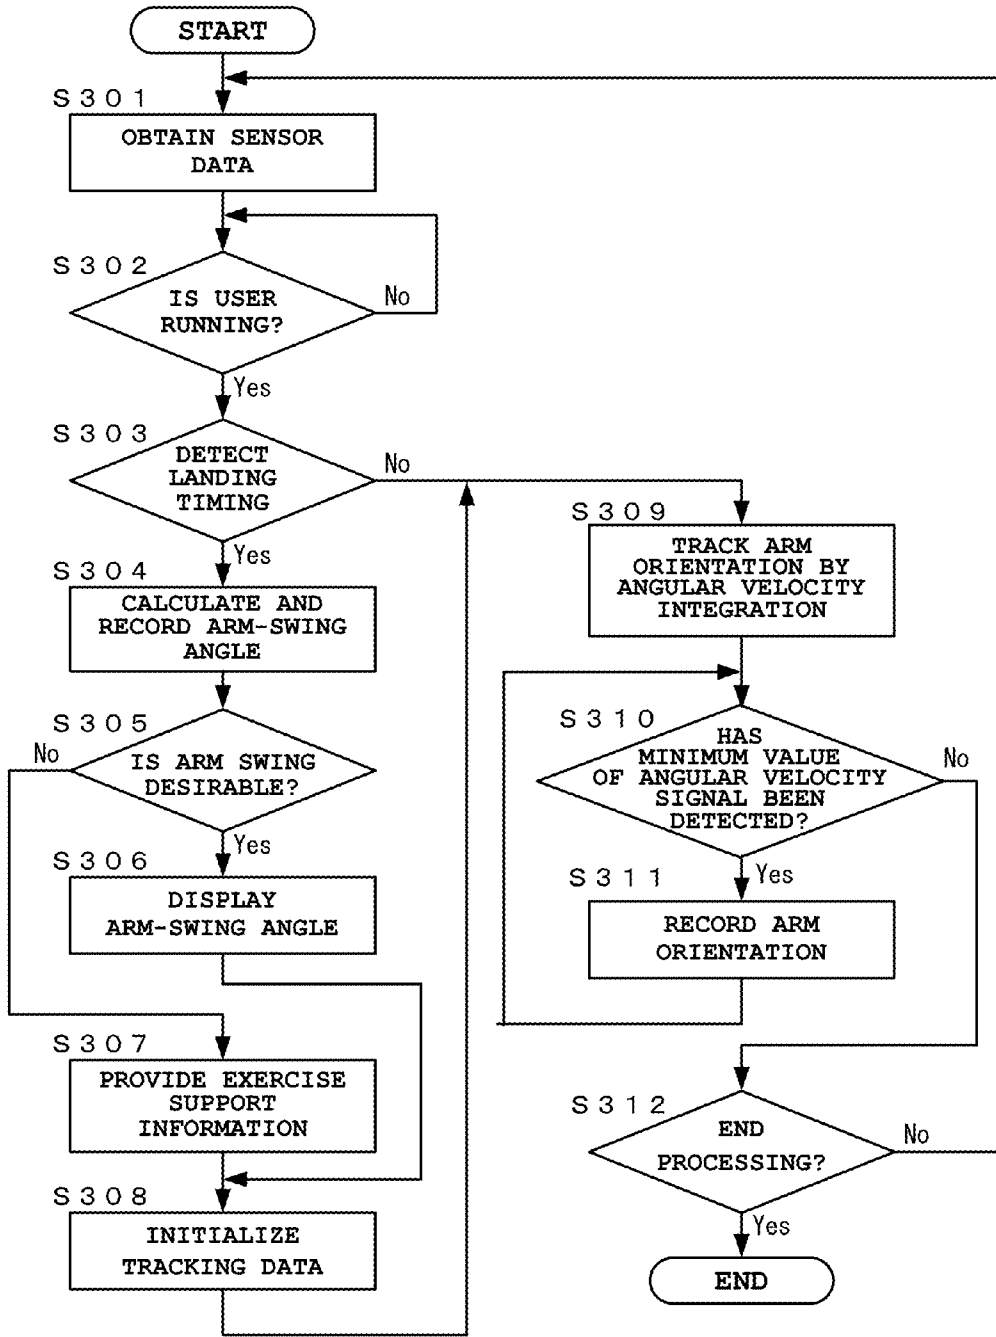 START
S301
OBTAIN SENSOR
DATA
S302
IS USER
RUNNING?
No
Yes
S303
DETECT
LANDING
TIMING
No
Yes
S304
CALCULATE AND
RECORD ARM-SWING
ANGLE
S305
No
IS ARM SWING
DESIRABLE?
Yes
S306
DISPLAY
ARM-SWING ANGLE
S307
PROVIDE EXERCISE
SUPPORT
INFORMATION
S308
INITIALIZE
TRACKING DATA
S309
TRACK ARM
ORIENTATION BY
ANGULAR VELOCITY
INTEGRATION
S310
HAS
MINIMUM VALUE
OF ANGULAR VELOCITY
SIGNAL BEEN
DETECTED?
No
Yes
S311
RECORD ARM
ORIENTATION
S312
END
PROCESSING?
No
Yes
END